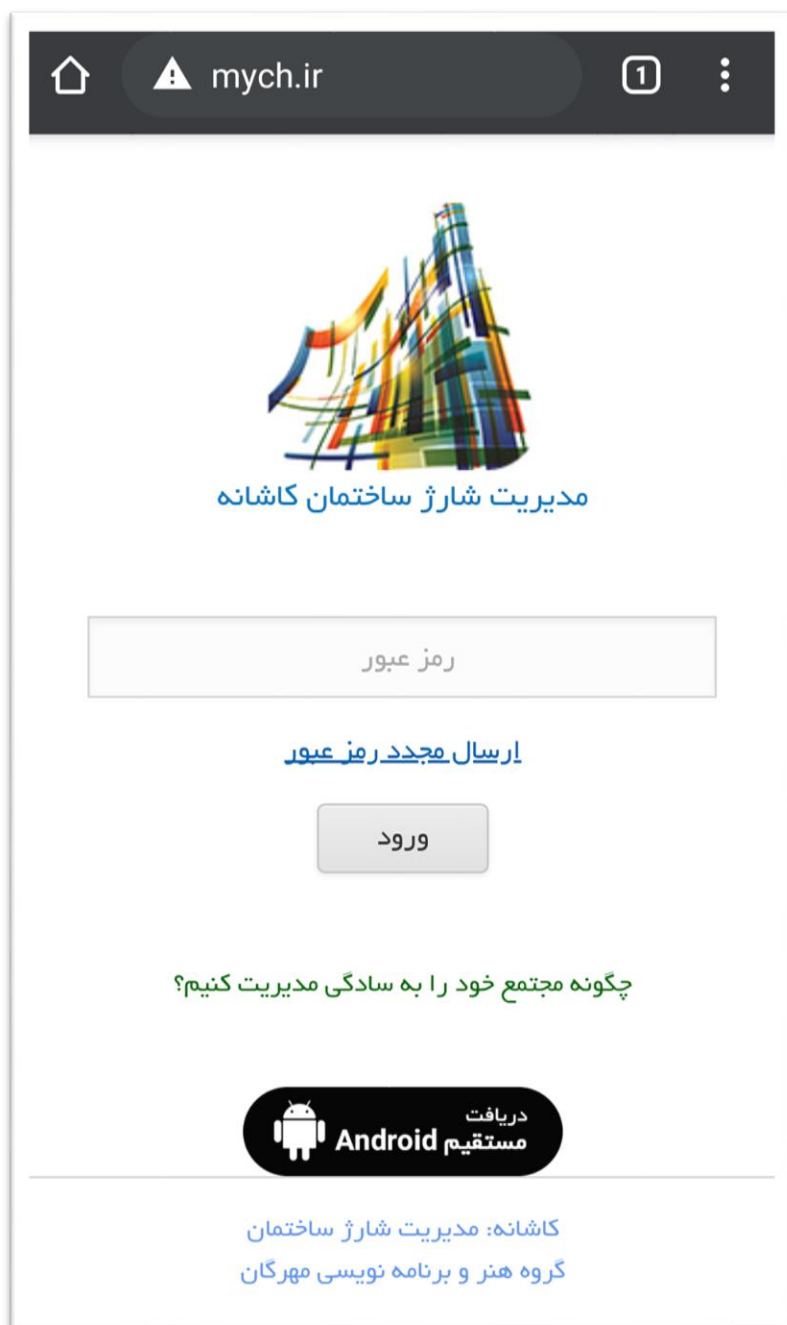 mych.ir
1
مدیریت شارژ ساختمان کاشانه
رمز عبور
ارسال مجدد رمز عبور
ورود
چگونه مجتمع خود را به سادگی مدیریت کنیم؟
دریافت
مستقیم Android
کاشانه: مدیریت شارژ ساختمان
گروه هنر و برنامه نویسی مهرگان